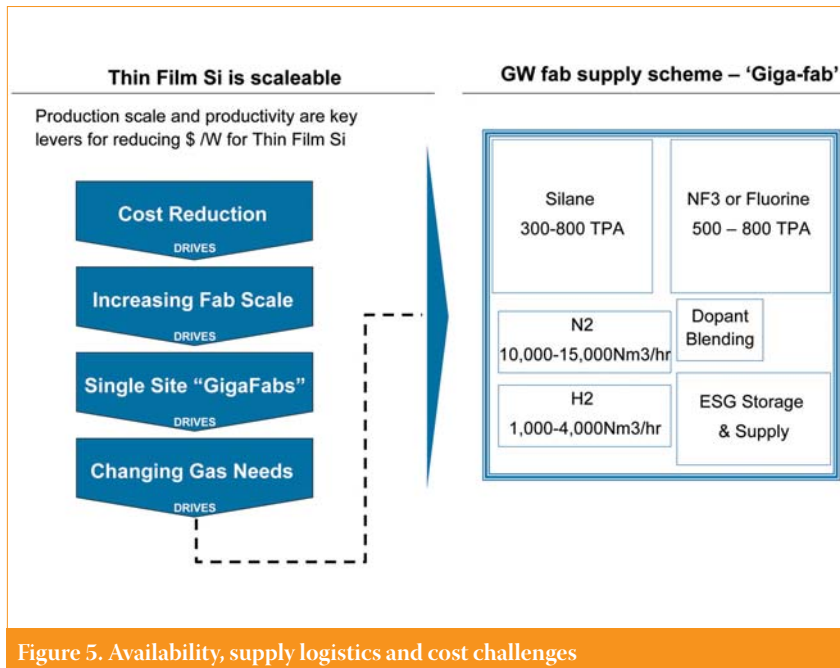 Thin Film Si is scaleable
Production scale and productivity are key
levers for reducing $ /W for Thin Film Si
Cost Reduction
DRIVES
Increasing Fab Scale
DRIVES
Single Site “GigaFabs”
DRIVES
Changing Gas Needs
DRIVES
GW fab supply scheme – ‘Giga-fab’
Silane
300-800 TPA
NF3 or Fluorine
500 – 800 TPA
N2
10,000-15,000Nm3/hr
Dopant
Blending
H2
1,000-4,000Nm3/hr
ESG Storage
& Supply
Figure 5. Availability, supply logistics and cost challenges